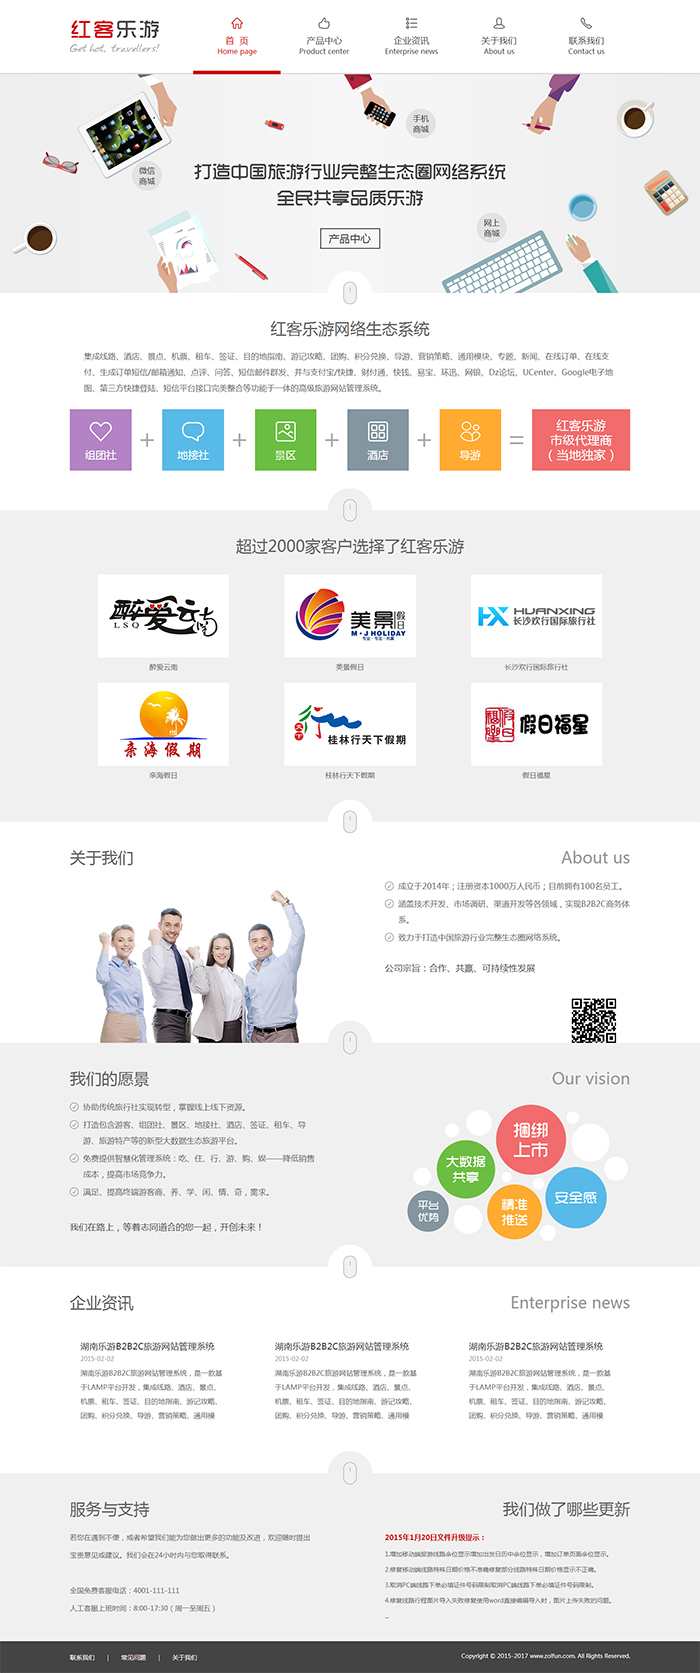 红客乐游
Get hot, travellers!
首 页
Home page
产品中心
Product center
企业资讯
Enterprise news
关于我们
About us
联系我们
Contact us
手机
商城
微信
商城
打造中国旅游行业完整生态圈网络系统
全民共享品质乐游
网上
商城
产品中心
红客乐游网络生态系统
集成线路、酒店、景点、机票、租车、签证、目的地指南、游记攻略、团购、积分兑换、导游、营销策略、通用模块、专题、新闻、在线订单、在线支
付、生成订单短信/邮箱通知、点评、问答、短信邮件群发、并与支付宝/快捷、财付通、快钱、易宝、环迅、网银、Dz论坛、UCenter、Google电子地
图、第三方快捷登陆、短信平台接口完美整合等功能于一体的高级旅游网站管理系统。
组团社
+
地接社
+
景区
+
酒店
+
导游
=
红客乐游
市级代理商
（当地独家）
超过2000家客户选择了红客乐游
醉爱云南
LSQ
美景假日
M·J HOLIDAY
专业·专注·共赢
HX HUANXING
长沙欢行国际旅行社
醉爱云南
美景假日
长沙欢行国际旅行社
亲海假期
天下行
桂林行天下假期
假日福星
假日福星
亲海假日
桂林行天下假期
假日福星
关于我们
About us
成立于2014年；注册资本1000万人民币；目前拥有100名员工。
涵盖技术开发、市场调研、渠道开发等各领域，实现B2B2C商务体
系。
致力于打造中国旅游行业完整生态圈网络系统。
公司宗旨：合作、共赢、可持续性发展
我们的愿景
Our vision
协助传统旅行社实现转型，掌握线上线下资源。
打造包含游客、组团社、景区、地接社、酒店、签证、租车、导
游、旅游特产等的新型大数据生态旅游平台。
免费提供智慧化管理系统：吃、住、行、游、购、娱——降低销售
成本，提高市场竞争力。
满足、提高终端游客商、养、学、闲、情、奇，需求。
我们在路上，等着志同道合的您一起，开创未来！
捆绑
上市
大数据
共享
安全感
平台
优势
精准
推送
企业资讯
Enterprise news
湖南乐游B2B2C旅游网站管理系统
2015-02-02
湖南乐游B2B2C旅游网站管理系统，是一款基
于LAMP平台开发，集成线路、酒店、景点、
机票、租车、签证、目的地指南、游记攻略、
团购、积分兑换、导游、营销策略、通用模
湖南乐游B2B2C旅游网站管理系统
2015-02-02
湖南乐游B2B2C旅游网站管理系统，是一款基
于LAMP平台开发，集成线路、酒店、景点、
机票、租车、签证、目的地指南、游记攻略、
团购、积分兑换、导游、营销策略、通用模
湖南乐游B2B2C旅游网站管理系统
2015-02-02
湖南乐游B2B2C旅游网站管理系统，是一款基
于LAMP平台开发，集成线路、酒店、景点、
机票、租车、签证、目的地指南、游记攻略、
团购、积分兑换、导游、营销策略、通用模
服务与支持
若您在遇到不便，或者希望我们能为您做出更多的功能及改进，欢迎随时提出
宝贵意见或建议。我们会在24小时内与您取得联系。
全国免费客服电话：4001-111-111
人工客服上班时间：8:00-17:30（周一至周五）
我们做了哪些更新
2015年1月20日文件升级提示：
1.增加移动端旅游线路余位显示增加出发日历中余位显示，增加订单页面余位显示。
2.修复移动端线路特殊日期价格不准确修复部分线路特殊日期价格显示不正确。
3.取消PC端线路下单必填证件号码限制取消PC端线路下单必填证件号码限制。
4.修复线路行程图片导入失败修复使用word直接编辑导入时，图片上传失败的问题。
...
联系我们 | 常见问题 | 关于我们
Copyright © 2015-2017 www.zolfun.com. All Rights Reserved.